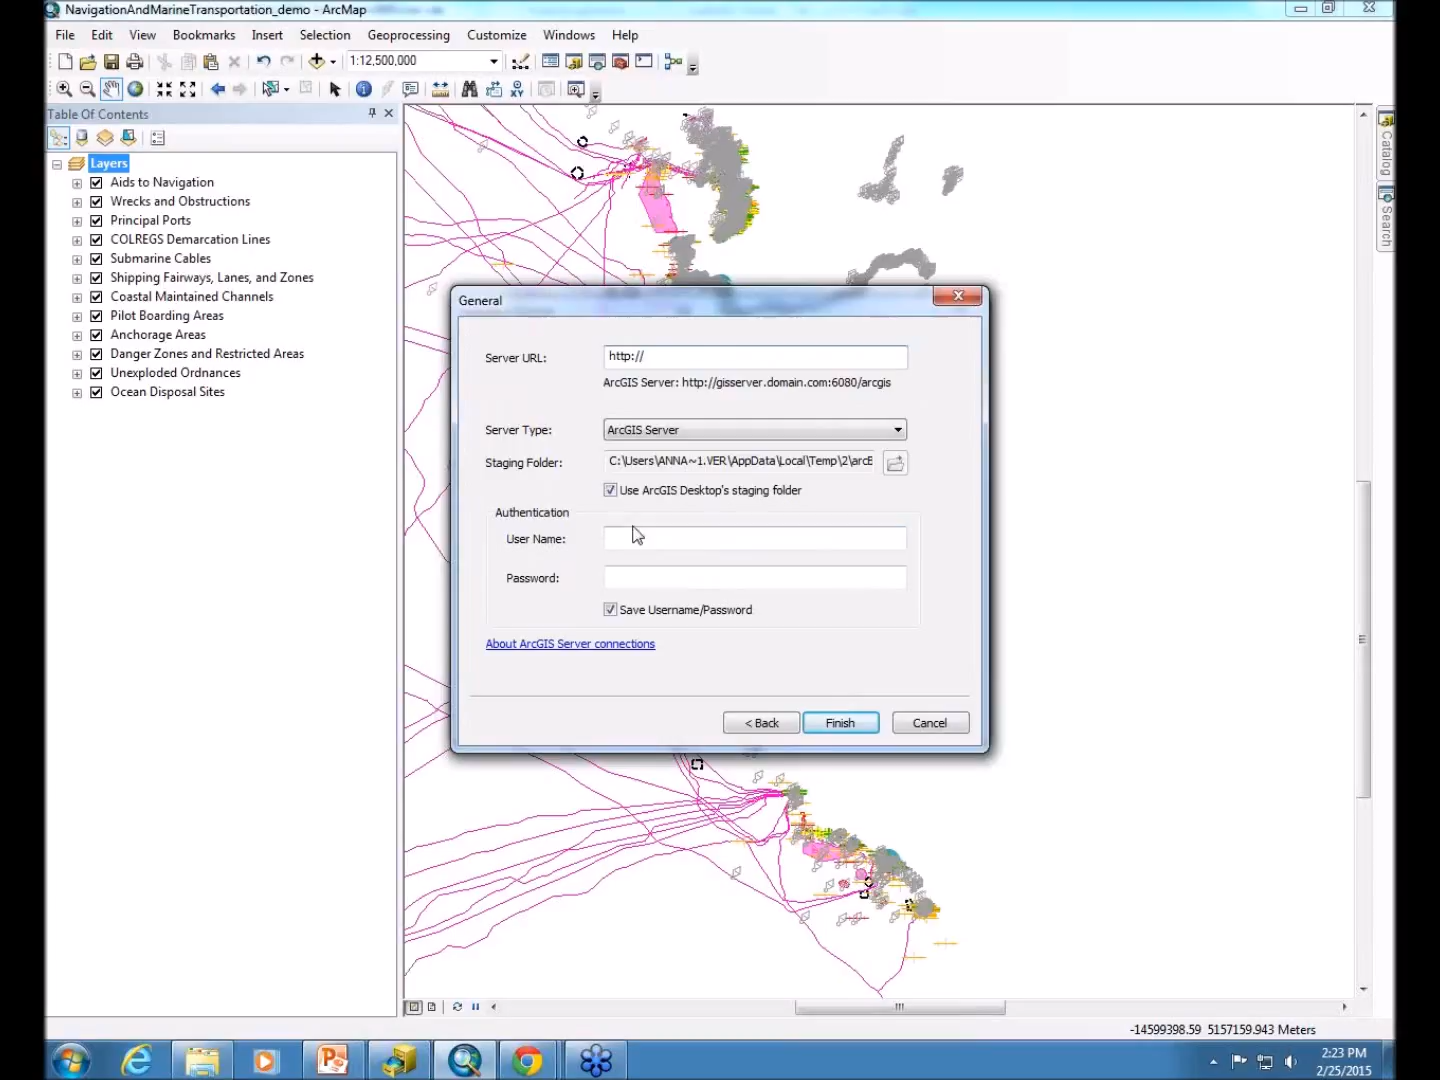 NavigationAndMarineTransportation_demo - ArcMap
File Edit View Bookmarks Insert Selection Geoprocessing Customize Windows Help
1:12,500,000
Table Of Contents
Layers
Aids to Navigation
Wrecks and Obstructions
Principal Ports
COLREGS Demarcation Lines
Submarine Cables
Shipping Fairways, Lanes, and Zones
Coastal Maintained Channels
Pilot Boarding Areas
Anchorage Areas
Danger Zones and Restricted Areas
Unexploded Ordnances
Ocean Disposal Sites
Catalog
Search
General
Server URL: http://
ArcGIS Server: http://gisserver.domain.com:6080/arcgis
Server Type: ArcGIS Server
Staging Folder: C:\Users\ANNA~1.VER\AppData\Local\Temp\2\arcE
Use ArcGIS Desktop's staging folder
Authentication
User Name:
Password:
Save Username/Password
About ArcGIS Server connections
< Back Finish Cancel
-14599398.59 5157159.943 Meters
2:23 PM
2/25/2015